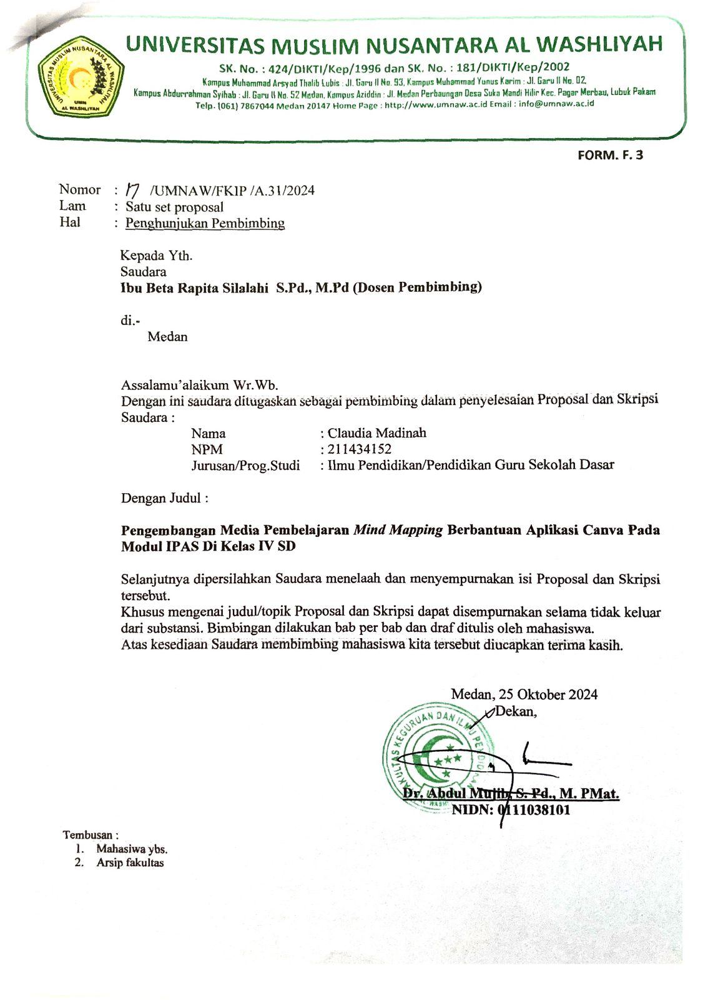 UNIVERSITAS MUSLIM NUSANTARA AL WASHLIYAH
SK. No. : 424/DIKTI/Kep/1996 dan SK. No. : 181/DIKTI/Kep/2002
Kampus Muhammad Arsyad Thalib Lubis : Jl. Garu II No. 93, Kampus Muhammad Yunus Karim : Jl. Garu II No. 02,
Kampus Abdurrahman Syihab : Jl. Garu II No. 52 Medan, Kampus Aziddin : Jl. Medan Perbaungan Desa Suka Mandi Hilir Kec. Pagar Merbau, Lubuk Pakam
Telp. (061) 7867044 Medan 20147 Home Page : http://www.umnaw.ac.id Email : info@umnaw.ac.id
UNIVERSITAS MUSLIM NUSANTARA AL WASHLIYAH
UMN
AL WASHLIYAH
FORM. F. 3
Nomor : 17 /UMNAW/FKIP /A.31/2024
Lam : Satu set proposal
Hal : Penghunjukan Pembimbing
Kepada Yth.
Saudara
Ibu Beta Rapita Silalahi S.Pd., M.Pd (Dosen Pembimbing)
di.-
Medan
Assalamu'alaikum Wr.Wb.
Dengan ini saudara ditugaskan sebagai pembimbing dalam penyelesaian Proposal dan Skripsi
Saudara :
Nama : Claudia Madinah
NPM : 211434152
Jurusan/Prog.Studi : Ilmu Pendidikan/Pendidikan Guru Sekolah Dasar
Dengan Judul :
Pengembangan Media Pembelajaran Mind Mapping Berbantuan Aplikasi Canva Pada
Modul IPAS Di Kelas IV SD
Selanjutnya dipersilahkan Saudara menelaah dan menyempurnakan isi Proposal dan Skripsi
tersebut.
Khusus mengenai judul/topik Proposal dan Skripsi dapat disempurnakan selama tidak keluar
dari substansi. Bimbingan dilakukan bab per bab dan draf ditulis oleh mahasiswa.
Atas kesediaan Saudara membimbing mahasiswa kita tersebut diucapkan terima kasih.
Medan, 25 Oktober 2024
Dekan,
FAKULTAS KEGURUAN DAN ILMU PENDIDIKAN
Dr. Abdul Mujib, S. Pd., M. PMat.
NIDN: 0111038101
Tembusan :
1. Mahasiwa ybs.
2. Arsip fakultas